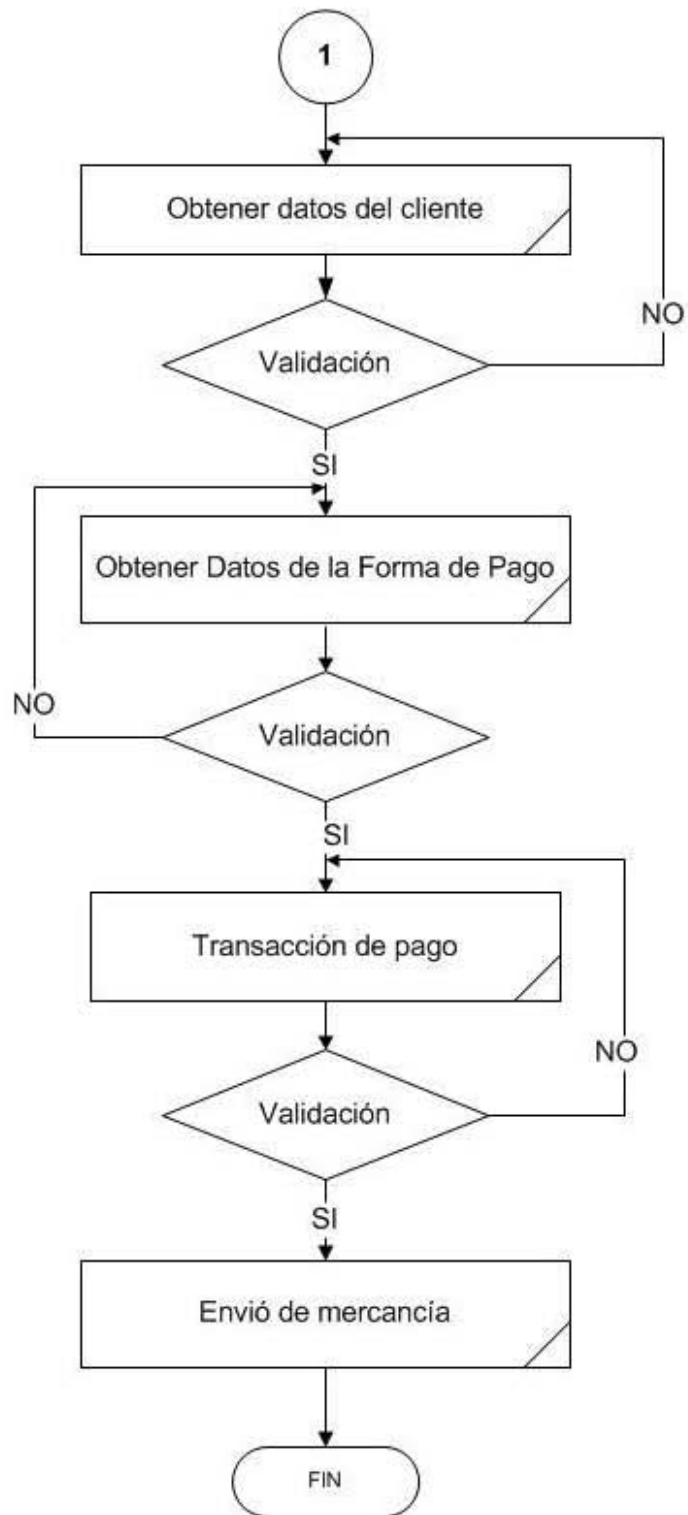 1
Obtener datos del cliente
NO
Validación
SI
Obtener Datos de la Forma de Pago
NO
Validación
SI
Transacción de pago
NO
Validación
SI
Envió de mercancía
FIN